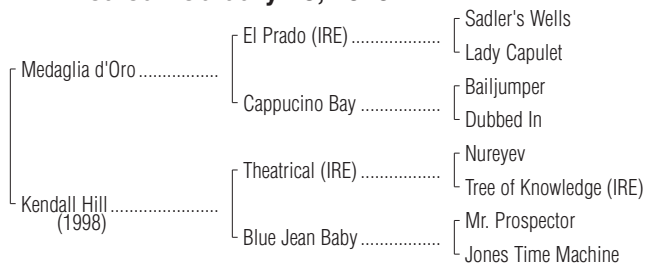 Sadler's Wells
El Prado (IRE) ....................
Lady Capulet
Medaglia d'Oro ..................
Bailjumper
Cappucino Bay ..................
Dubbed In
Nureyev
Theatrical (IRE) ..................
Tree of Knowledge (IRE)
Kendall Hill ........................
(1998)
Mr. Prospector
Blue Jean Baby ..................
Jones Time Machine